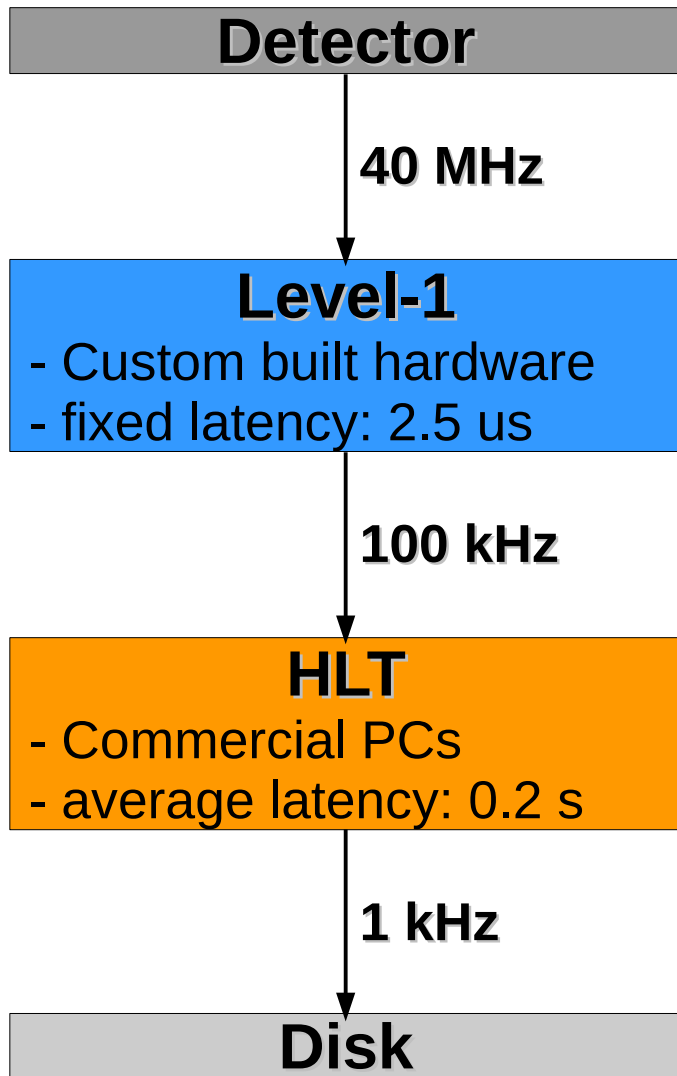 Detector
40 MHz
Level-1
- Custom built hardware
- fixed latency: 2.5 us
100 kHz
HLT
- Commercial PCs
- average latency: 0.2 s
1 kHz
Disk